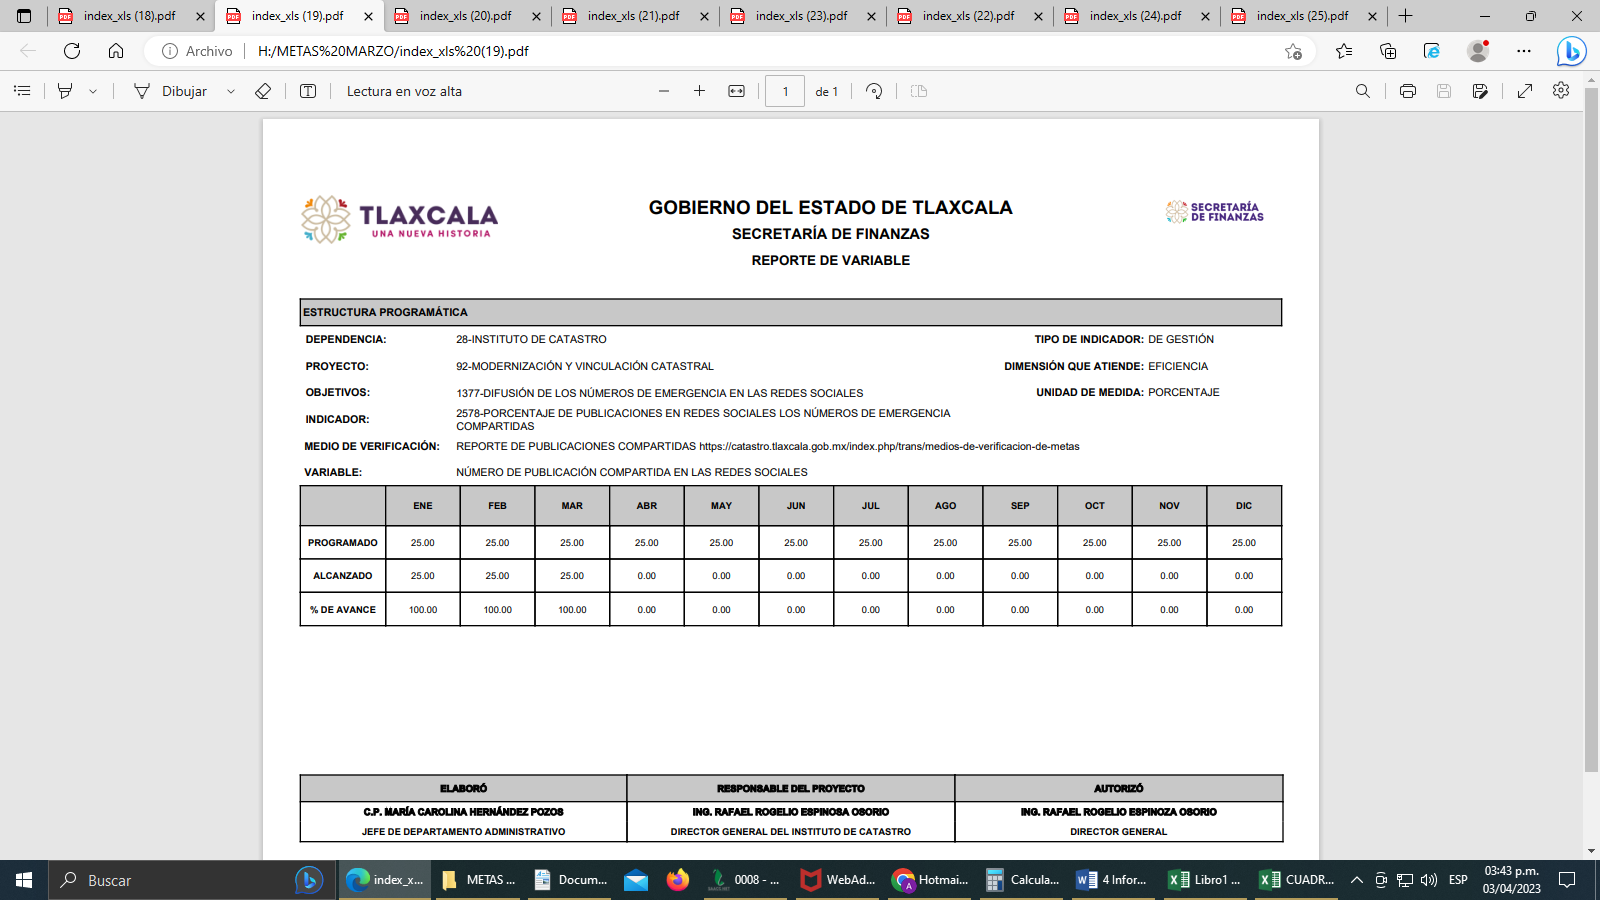 index_xls (18).pdf
index_xls (19).pdf
index_xls (20).pdf
index_xls (21).pdf
index_xls (23).pdf
index_xls (22).pdf
index_xls (24).pdf
index_xls (25).pdf
Archivo H:/METAS%20MARZO/index_xls%20(19).pdf
Dibujar Lectura en voz alta 1 de 1
TLAXCALA
UNA NUEVA HISTORIA
GOBIERNO DEL ESTADO DE TLAXCALA
SECRETARÍA DE FINANZAS
REPORTE DE VARIABLE
SECRETARÍA
DE FINANZAS
ESTRUCTURA PROGRAMÁTICA
DEPENDENCIA: 28-INSTITUTO DE CATASTRO TIPO DE INDICADOR: DE GESTIÓN
PROYECTO: 92-MODERNIZACIÓN Y VINCULACIÓN CATASTRAL DIMENSIÓN QUE ATIENDE: EFICIENCIA
OBJETIVOS: 1377-DIFUSIÓN DE LOS NÚMEROS DE EMERGENCIA EN LAS REDES SOCIALES UNIDAD DE MEDIDA: PORCENTAJE
INDICADOR: 2578-PORCENTAJE DE PUBLICACIONES EN REDES SOCIALES LOS NÚMEROS DE EMERGENCIA
COMPARTIDAS
MEDIO DE VERIFICACIÓN: REPORTE DE PUBLICACIONES COMPARTIDAS https://catastro.tlaxcala.gob.mx/index.php/trans/medios-de-verificacion-de-metas
VARIABLE: NÚMERO DE PUBLICACIÓN COMPARTIDA EN LAS REDES SOCIALES
ENE FEB MAR ABR MAY JUN JUL AGO SEP OCT NOV DIC
PROGRAMADO 25.00 25.00 25.00 25.00 25.00 25.00 25.00 25.00 25.00 25.00 25.00 25.00
ALCANZADO 25.00 25.00 25.00 0.00 0.00 0.00 0.00 0.00 0.00 0.00 0.00 0.00
% DE AVANCE 100.00 100.00 100.00 0.00 0.00 0.00 0.00 0.00 0.00 0.00 0.00 0.00
ELABORÓ RESPONSABLE DEL PROYECTO AUTORIZÓ
C.P. MARÍA CAROLINA HERNÁNDEZ POZOS ING. RAFAEL ROGELIO ESPINOSA OSORIO ING. RAFAEL ROGELIO ESPINOZA OSORIO
JEFE DE DEPARTAMENTO ADMINISTRATIVO DIRECTOR GENERAL DEL INSTITUTO DE CATASTRO DIRECTOR GENERAL
Buscar index_x... METAS ... Docum... 0008 - ... WebAd... Hotmai... Calcula... 4 Infor... Libro1 ... CUADR... ESP 03:43 p.m.
03/04/2023